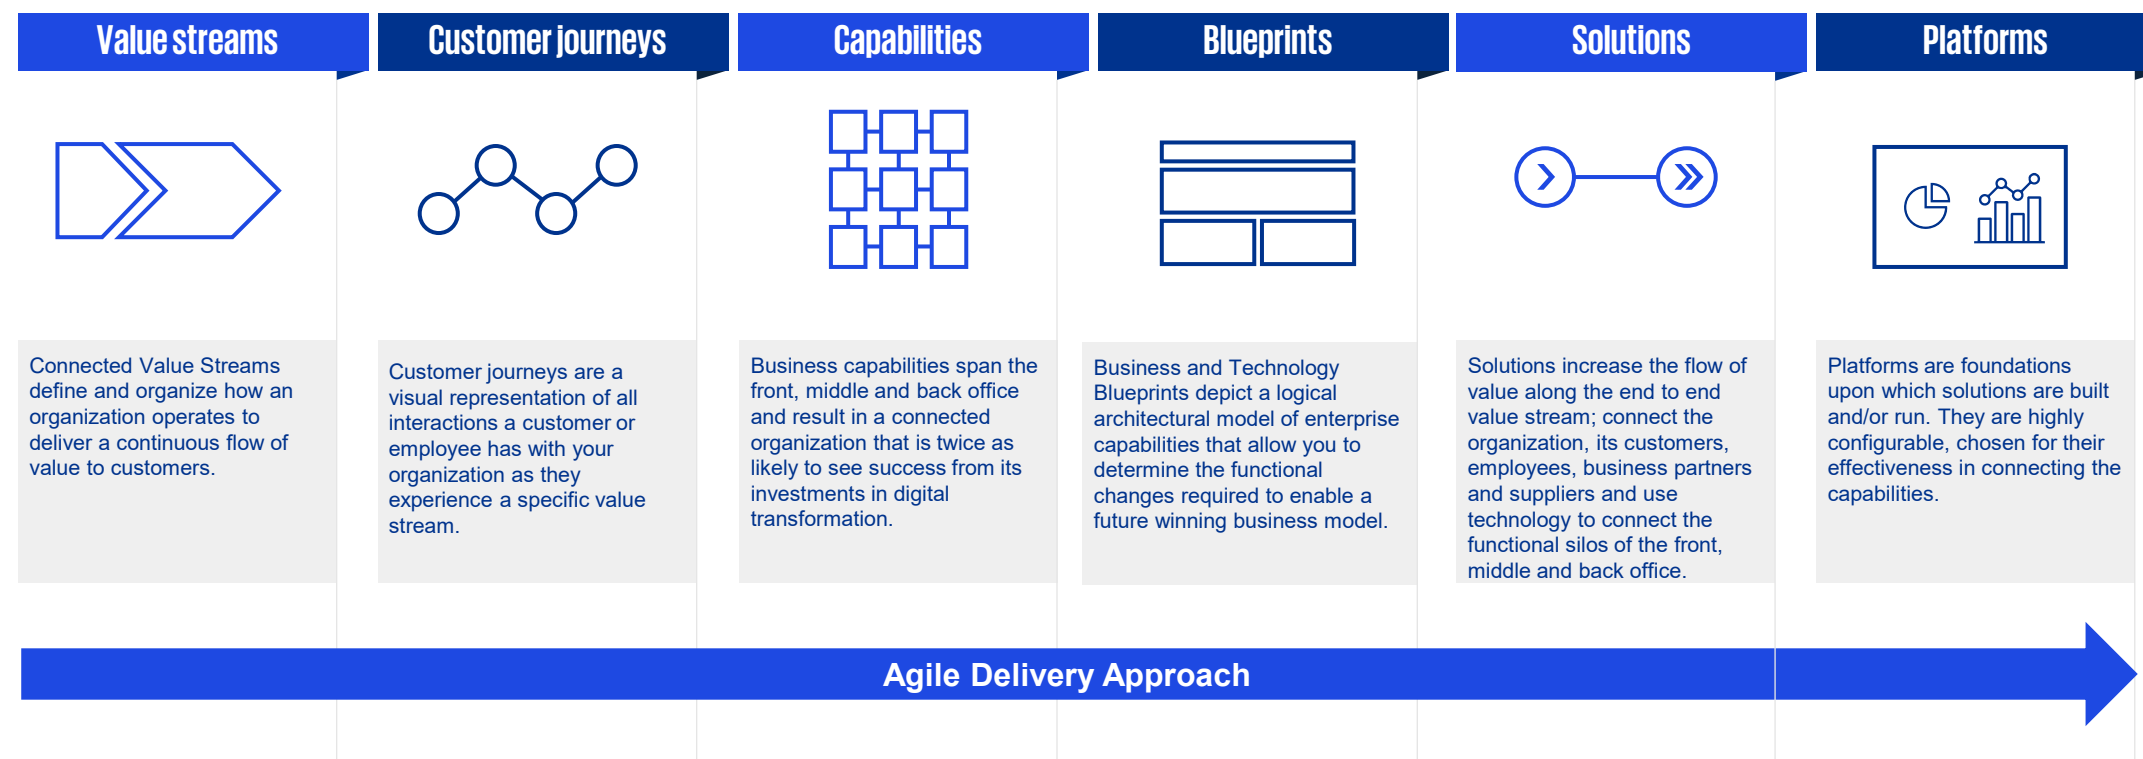 Value streams
Customer journeys
Capabilities
Blueprints
Solutions
Platforms
Connected Value Streams
define and organize how an
organization operates to
deliver a continuous flow of
value to customers.
Customer journeys are a
visual representation of all
interactions a customer or
employee has with your
organization as they
experience a specific value
stream.
Business capabilities span the
front, middle and back office
and result in a connected
organization that is twice as
likely to see success from its
investments in digital
transformation.
Business and Technology
Blueprints depict a logical
architectural model of enterprise
capabilities that allow you to
determine the functional
changes required to enable a
future winning business model.
Solutions increase the flow of
value along the end to end
value stream; connect the
organization, its customers,
employees, business partners
and suppliers and use
technology to connect the
functional silos of the front,
middle and back office.
Platforms are foundations
upon which solutions are built
and/or run. They are highly
configurable, chosen for their
effectiveness in connecting the
capabilities.
Agile Delivery Approach